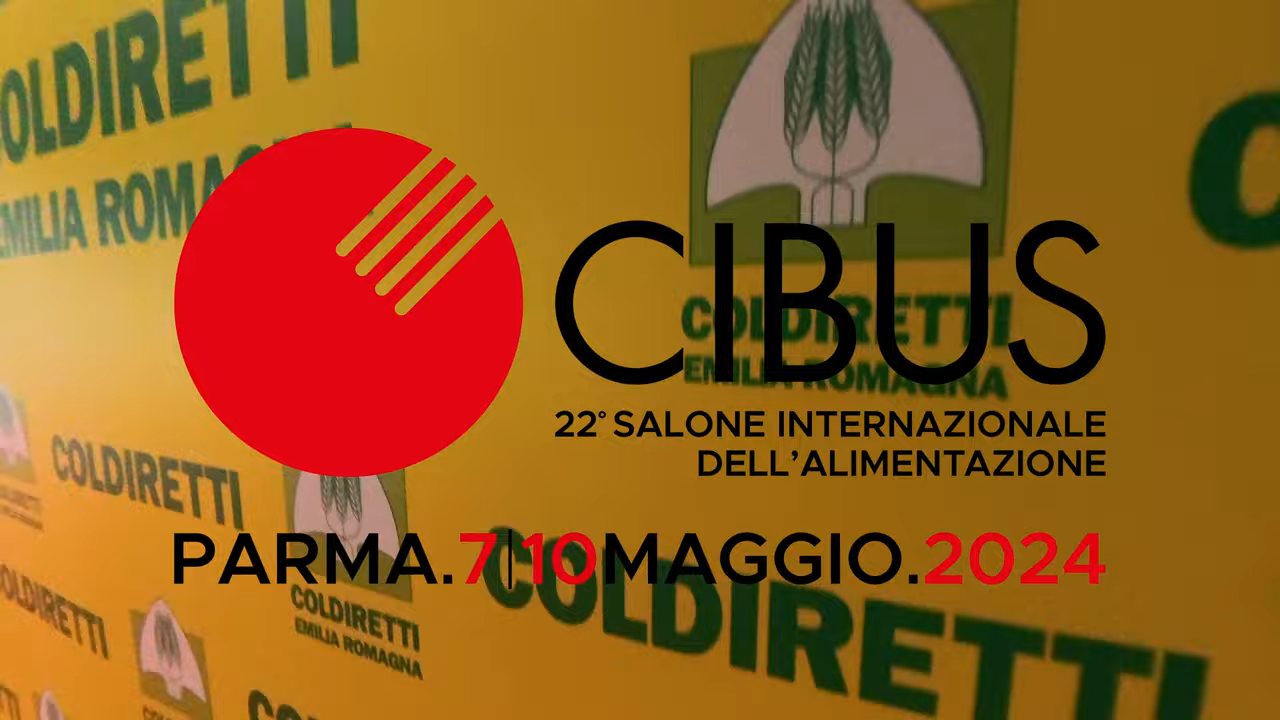 COLDIRETTI
EMILIA ROMAGNA
CIBUS
COLDIRETTI
EMILIA ROMAGNA
22° SALONE INTERNAZIONALE
DELL'ALIMENTAZIONE
COLDIRETTI
PARMA.7|10MAGGIO.2024
COLDIRETTI
COLDIRETTI
EMILIA ROMAGNA
COLDIRETTI